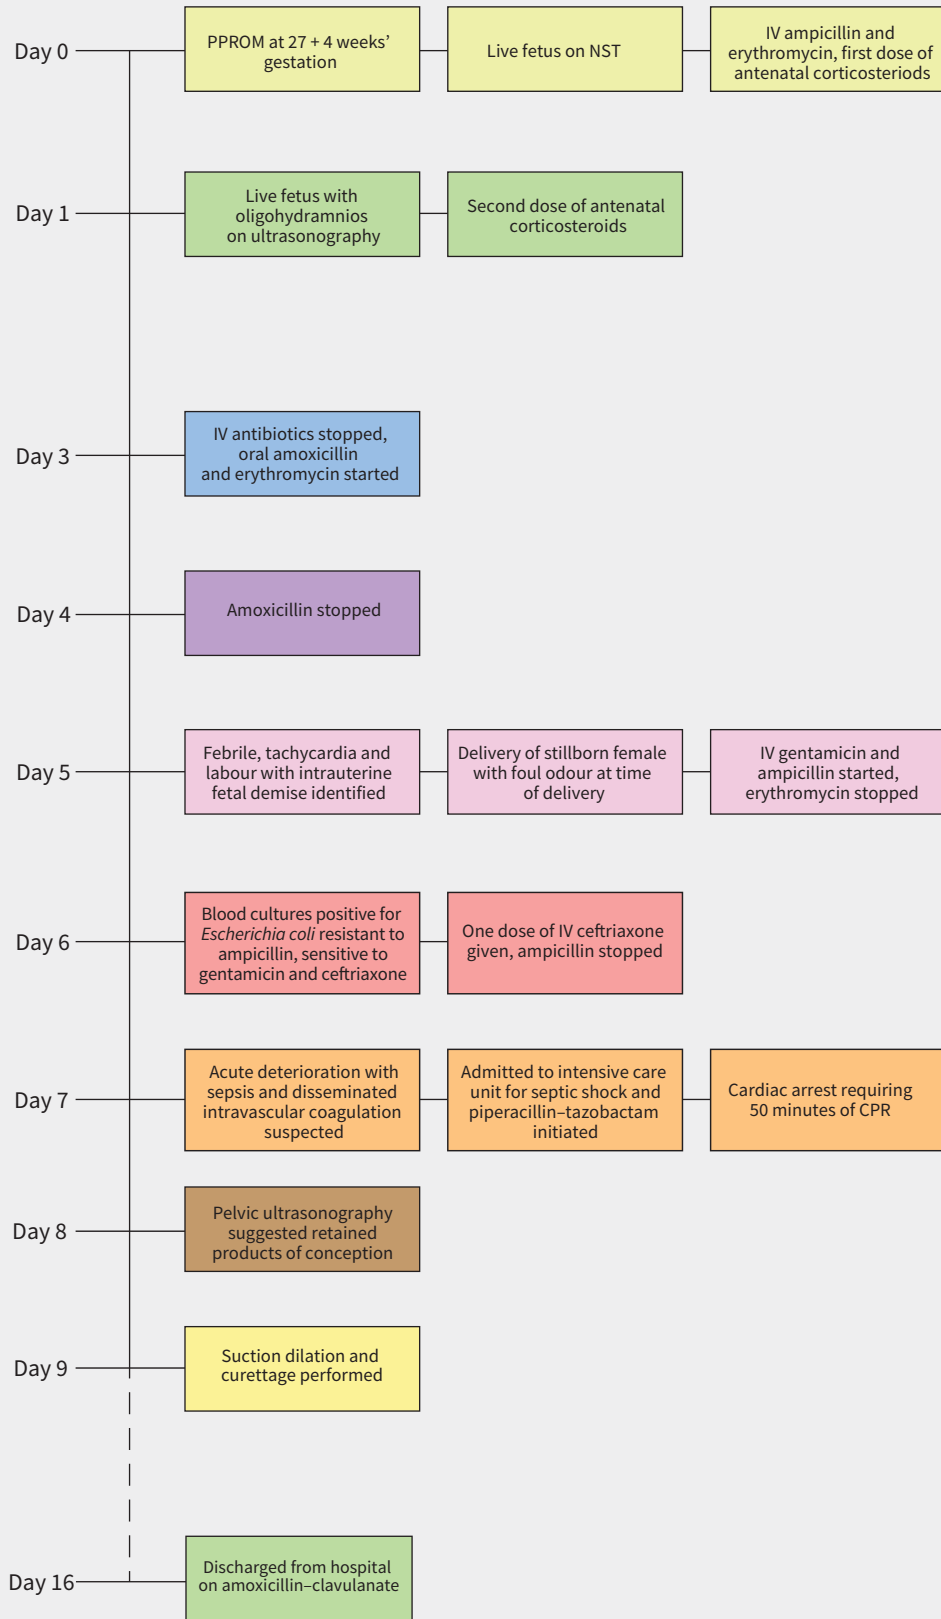 Day 0
PPROM at 27 + 4 weeks’
gestation
Live fetus on NST
IV ampicillin and
erythromycin, first dose of
antenatal corticosteriods
Day 1
Live fetus with
oligohydramnios
on ultrasonography
Second dose of antenatal
corticosteroids
Day 3
IV antibiotics stopped,
oral amoxicillin
and erythromycin started
Day 4
Amoxicillin stopped
Day 5
Febrile, tachycardia and
labour with intrauterine
fetal demise identified
Delivery of stillborn female
with foul odour at time
of delivery
IV gentamicin and
ampicillin started,
erythromycin stopped
Day 6
Blood cultures positive for
Escherichia coli resistant to
ampicillin, sensitive to
gentamicin and ceftriaxone
One dose of IV ceftriaxone
given, ampicillin stopped
Day 7
Acute deterioration with
sepsis and disseminated
intravascular coagulation
suspected
Admitted to intensive care
unit for septic shock and
piperacillin–tazobactam
initiated
Cardiac arrest requiring
50 minutes of CPR
Day 8
Pelvic ultrasonography
suggested retained
products of conception
Day 9
Suction dilation and
curettage performed
Day 16
Discharged from hospital
on amoxicillin–clavulanate